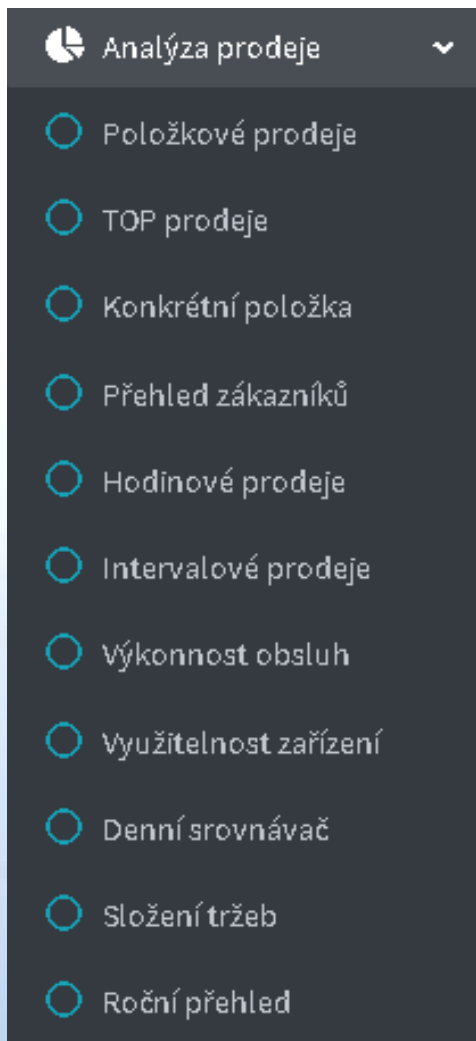 Analýza prodeje
Položkové prodeje
TOP prodeje
Konkrétní položka
Přehled zákazníků
Hodinové prodeje
Intervalové prodeje
Výkonnost obsluh
Využitelnost zařízení
Denní srovnávač
Složení tržeb
Roční přehled